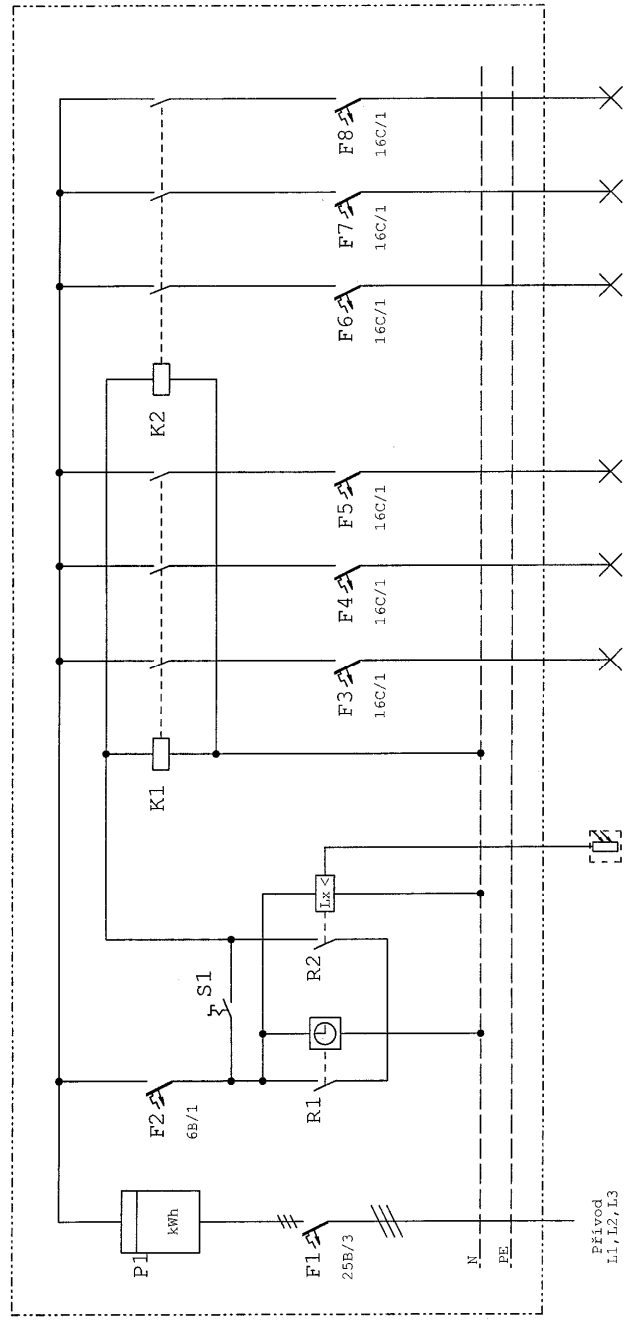 P1
kWh
F1
25B/3
Přívod
L1, L2, L3
N
PE
F2
6B/1
S1
R1
R2
Lx <
K1
F3
16C/1
F4
16C/1
F5
16C/1
K2
F6
16C/1
F7
16C/1
F8
16C/1